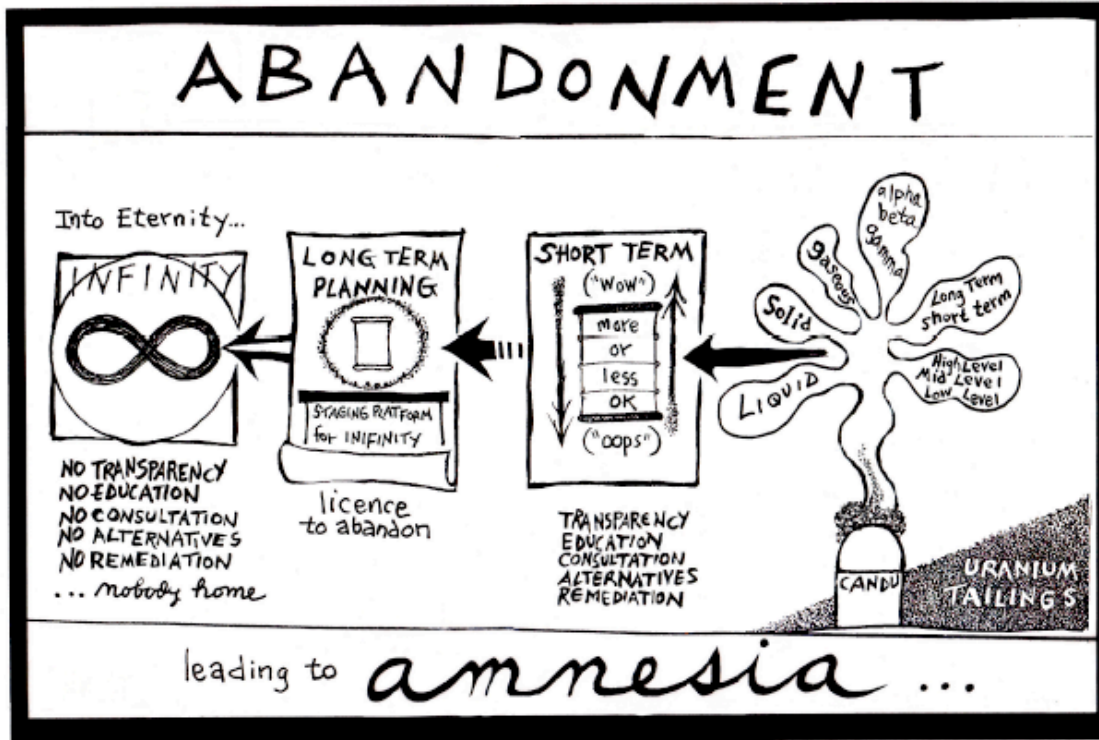 ABANDONMENT
Into Eternity...
INFINITY
NO TRANSPARENCY
NO EDUCATION
NO CONSULTATION
NO ALTERNATIVES
NO REMEDIATION
... nobody home
LONG TERM
PLANNING
STAGING PLATFORM
for INIFINITY
licence
to abandon
SHORT TERM
("WOW")
more
or
less
OK
("oops")
TRANSPARENCY
EDUCATION
CONSULTATION
ALTERNATIVES
REMEDIATION
LIQUID
Solid
gaseous
alpha
beta
gamma
Long Term
short term
High Level
Mid Level
Low Level
CANDU
URANIUM
TAILINGS
leading to amnesia ...